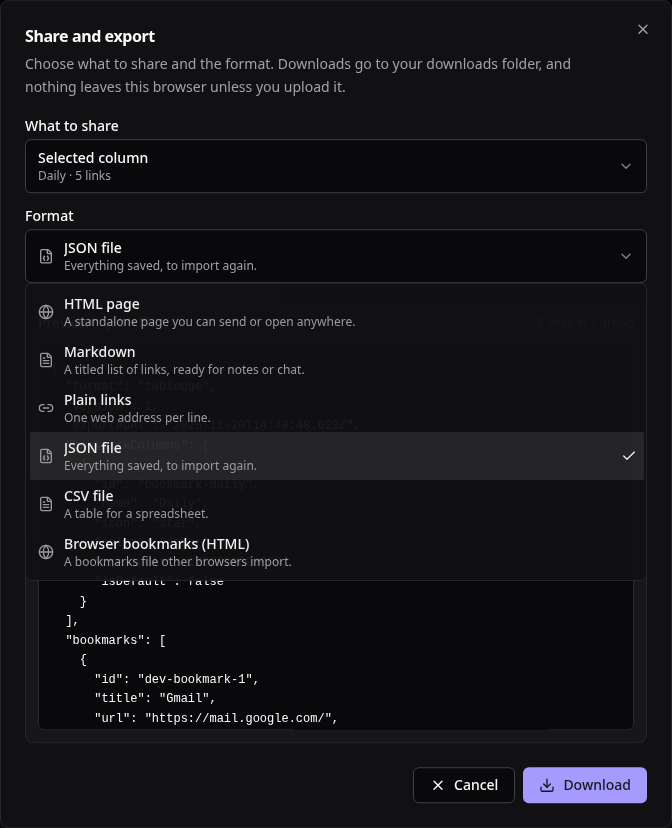 Share and export
Choose what to share and the format. Downloads go to your downloads folder, and
nothing leaves this browser unless you upload it.
What to share
Selected column
Daily · 5 links
Format
JSON file
Everything saved, to import again.
HTML page
A standalone page you can send or open anywhere.
Markdown
A titled list of links, ready for notes or chat.
Plain links
One web address per line.
JSON file
Everything saved, to import again.
CSV file
A table for a spreadsheet.
Browser bookmarks (HTML)
A bookmarks file other browsers import.
"isDefault": false
}
],
"bookmarks": [
{
"id": "dev-bookmark-1",
"title": "Gmail",
"url": "https://mail.google.com/",
Cancel
Download